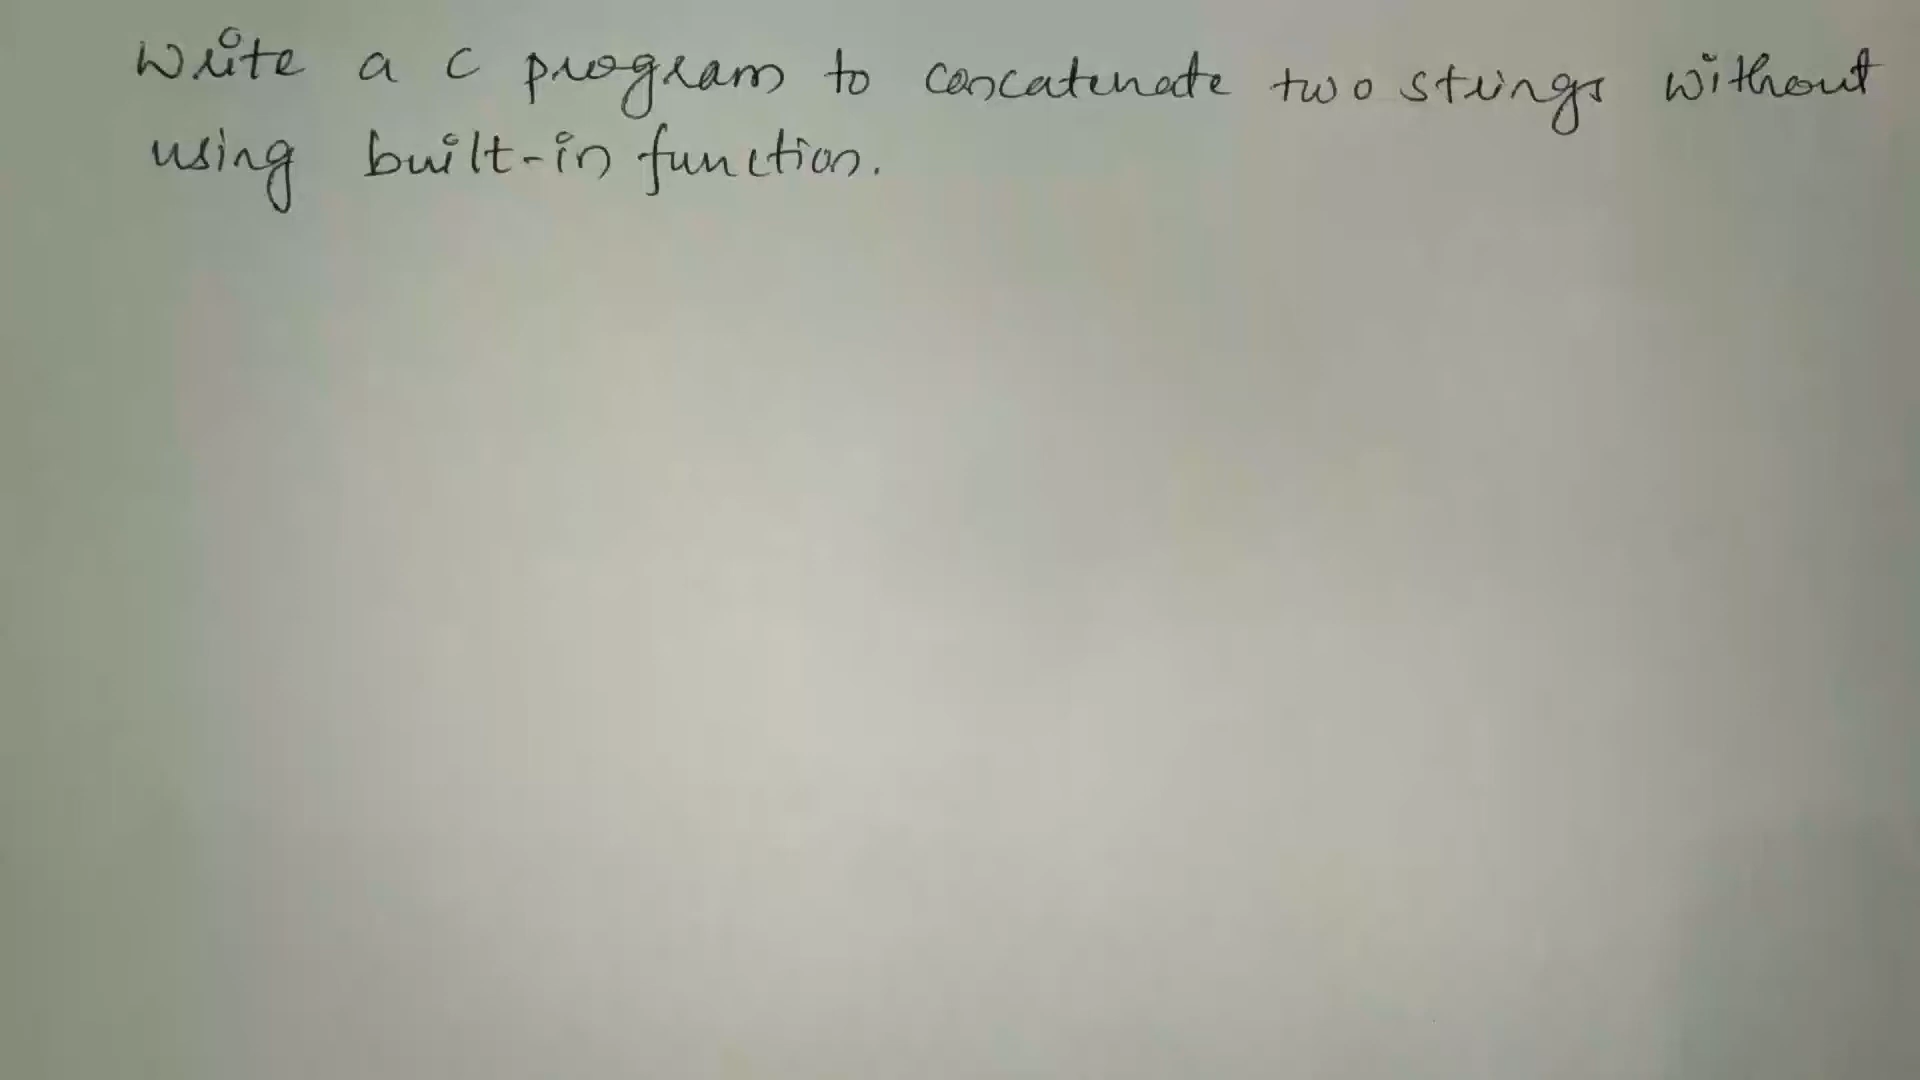 Write a C program to concatenate two strings without
using built-in function.